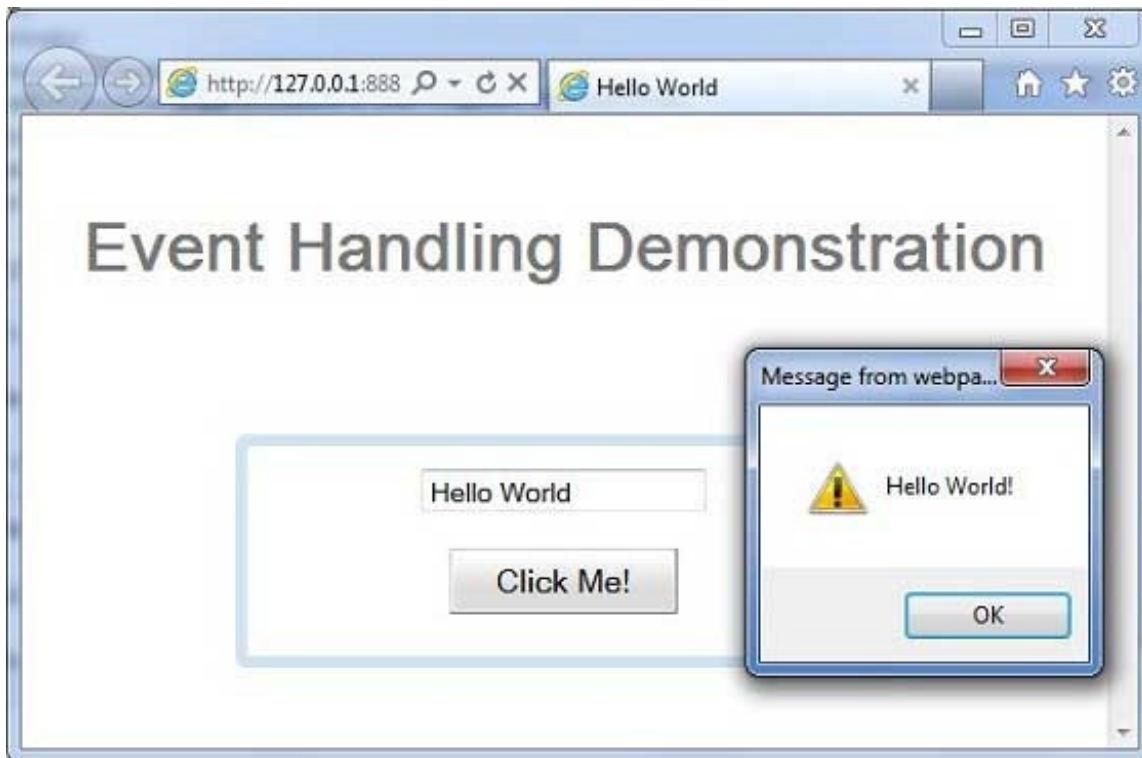 http://127.0.0.1:888
Hello World
Event Handling Demonstration
Message from webpa...
Hello World!
OK
Hello World
Click Me!